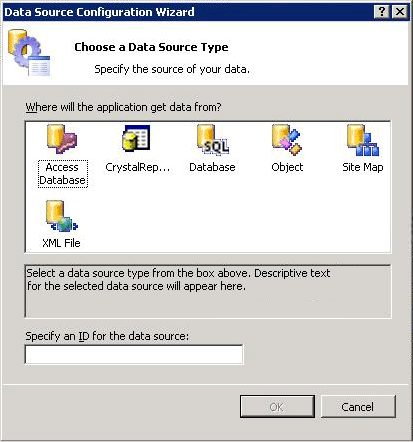 Data Source Configuration Wizard
Choose a Data Source Type
Specify the source of your data.
Where will the application get data from?
Access Database
CrystalRep...
Database
Object
Site Map
XML File
Select a data source type from the box above. Descriptive text
for the selected data source will appear here.
Specify an ID for the data source:
OK
Cancel